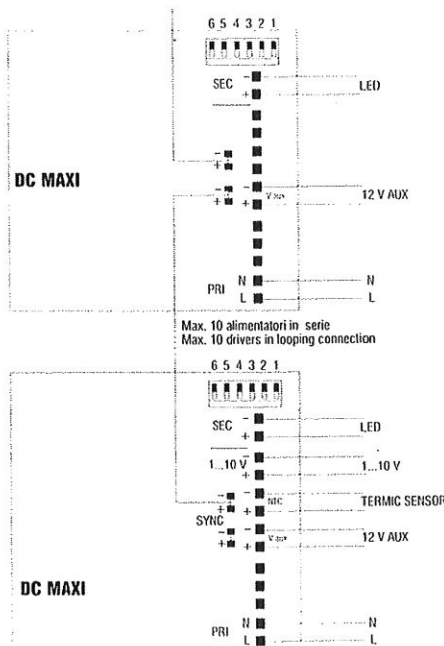 6 5 4 3 2 1
SEC - LED
+
- +
DC MAXI
- +
- V aux 12 V AUX
+
PRI N N
L L
Max. 10 alimentatori in serie
Max. 10 drivers in looping connection
6 5 4 3 2 1
SEC - LED
+
1...10 V - 1...10 V
+
- + - NTC TERMIC SENSOR
SYNC +
- + - V aux 12 V AUX
+
DC MAXI
PRI N N
L L